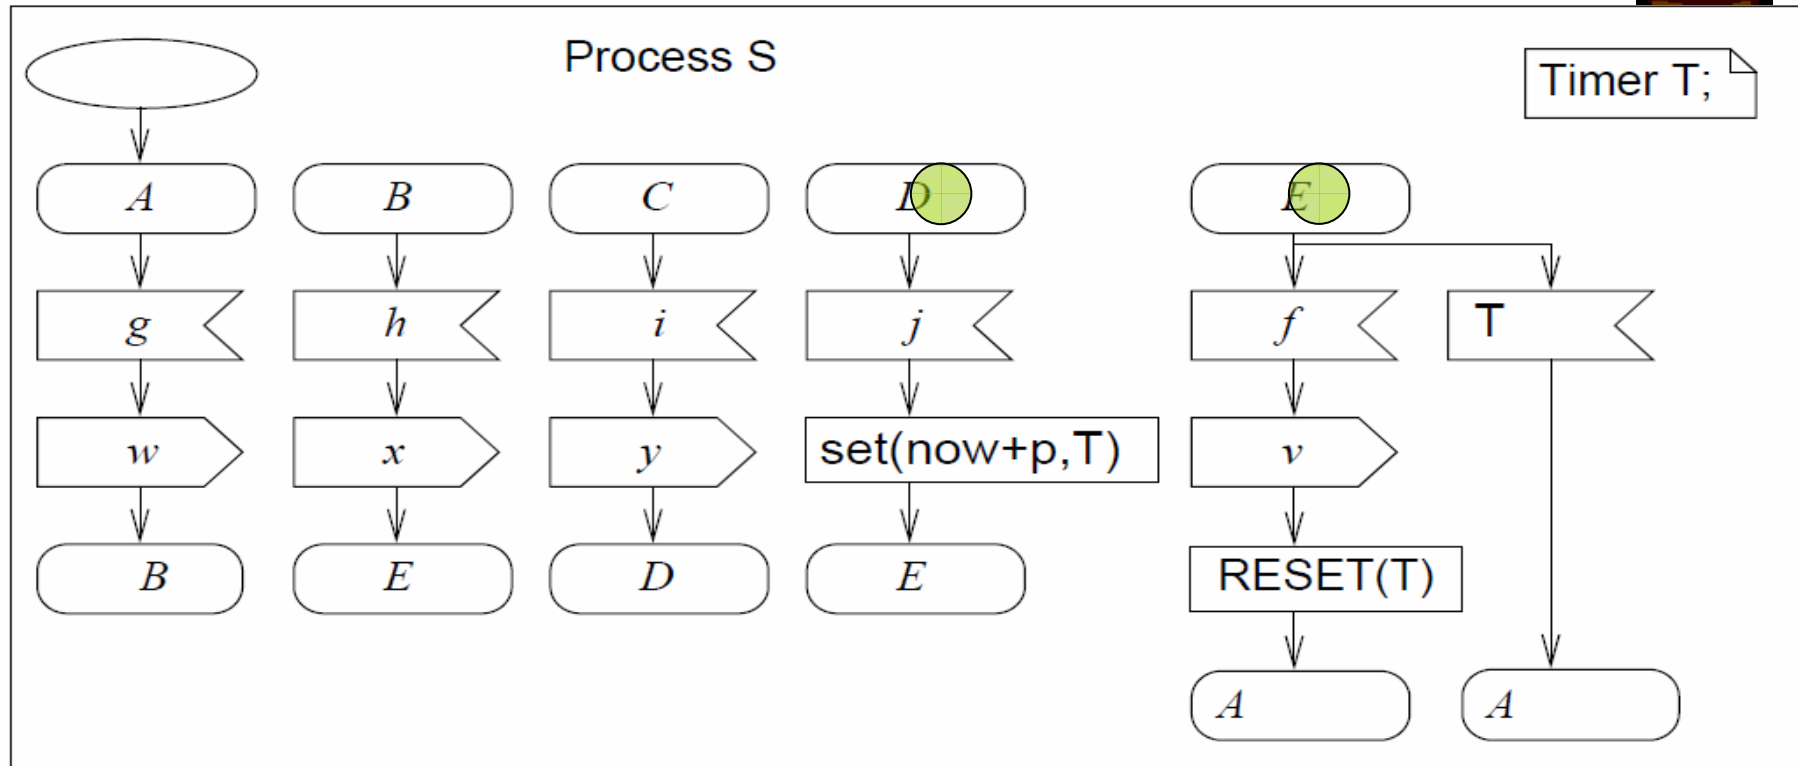 Process S
Timer T;
A B C D E
g h i j f T
w x y set(now+p,T) v
B E D E RESET(T)
A A